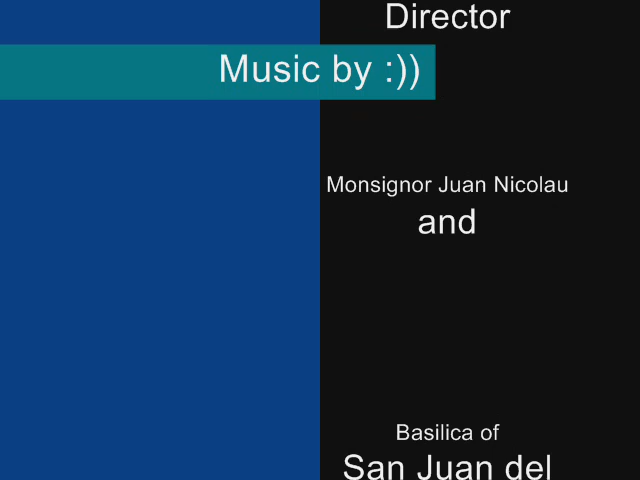 Director
Music by :))
Monsignor Juan Nicolau
and
Basilica of
San Juan del